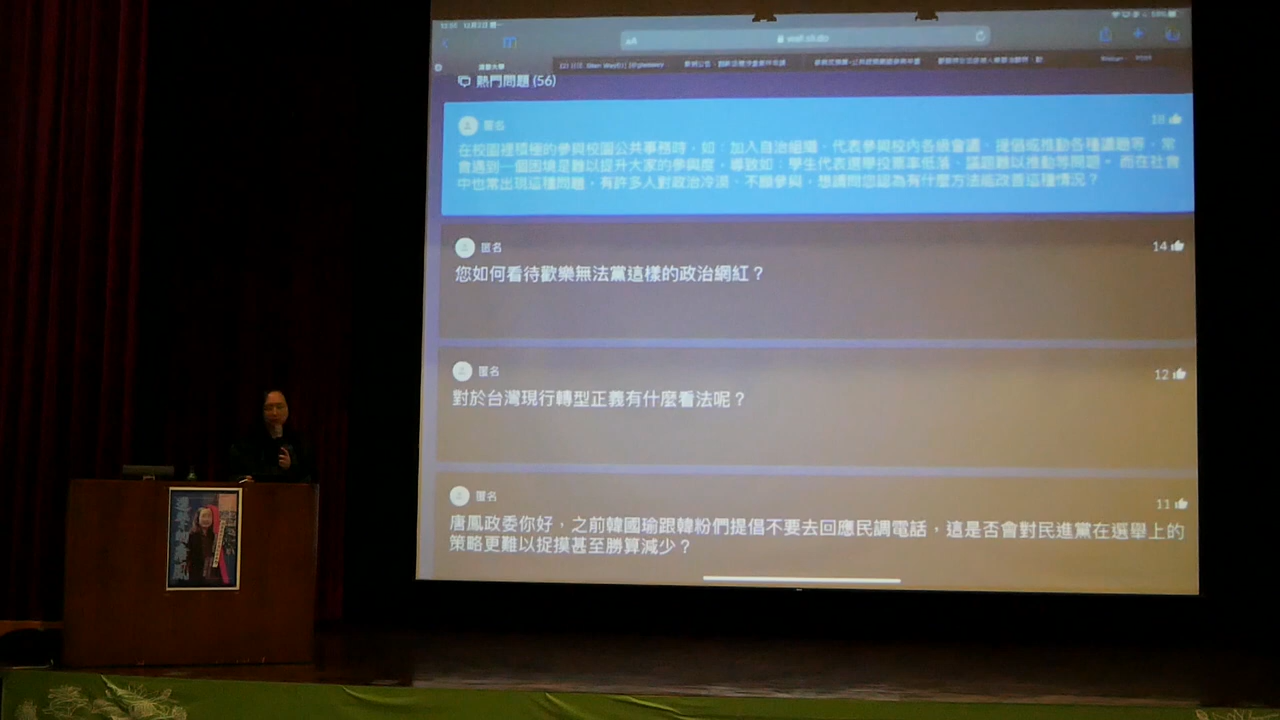 熱門問題 (56)
匿名
18
在校園裡積極的參與校園公共事務時，如：加入自治組織、代表參與校內各級會議、提倡或推動各種議題等，常
會遇到一個困境是難以提升大家的參與度，導致如：學生代表選舉投票率低落、議題難以推動等問題。 而在社會
中也常出現這種問題，有許多人對政治冷漠、不願參與，想請問您認為有什麼方法能改善這種情況？
匿名
14
您如何看待歡樂無法黨這樣的政治網紅？
匿名
12
對於台灣現行轉型正義有什麼看法呢？
匿名
11
唐鳳政委你好，之前韓國瑜跟韓粉們提倡不要去回應民調電話，這是否會對民進黨在選舉上的
策略更難以捉摸甚至勝算減少？